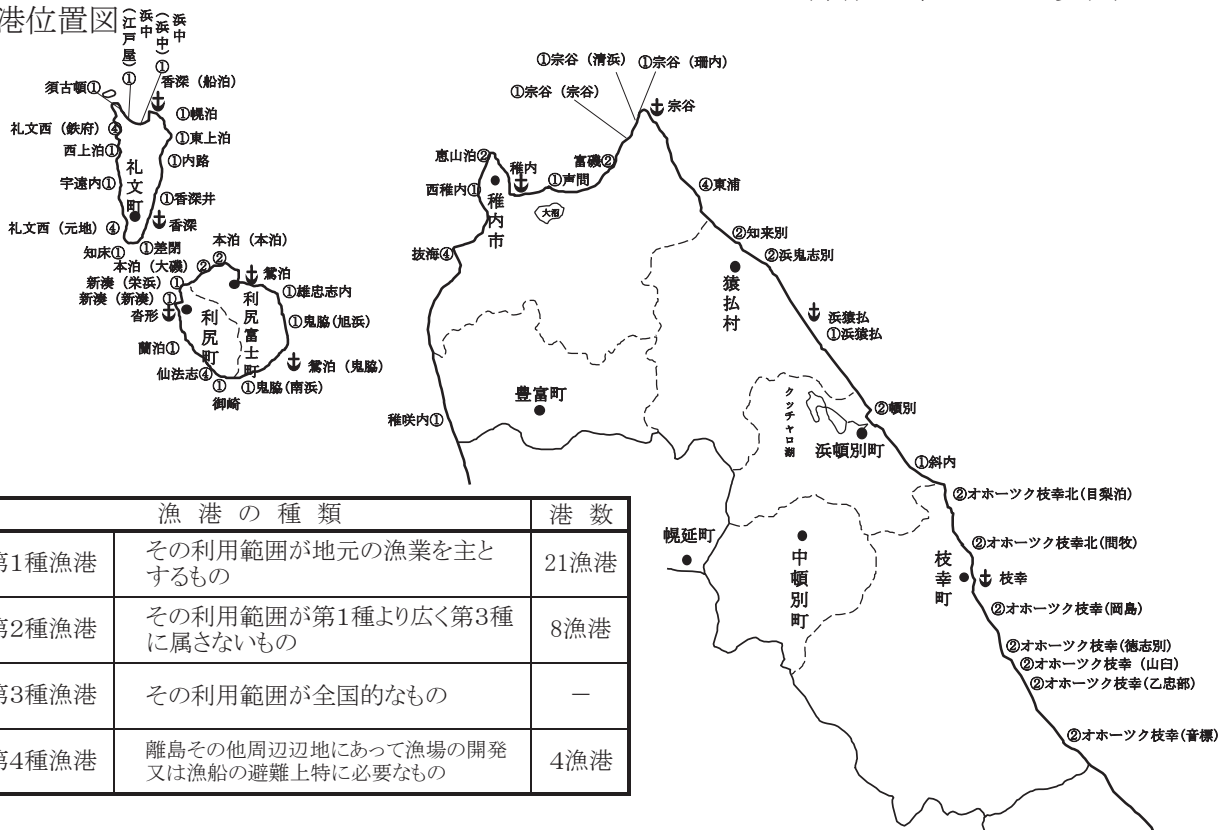 港位置図
浜中
(江戸屋)
①
浜中
(浜中)
①
須古頓①
香深 (船泊)
①幌泊
礼文西 (鉄府) ④
①東上泊
西上泊①
①内路
礼文町
宇遠内①
①香深井
礼文西 (元地) ④
香深
知床①
①差閉
本泊 (本泊)
②
本泊 (大磯) ②
新湊 (栄浜) ①
新湊 (新湊) ①
沓形
鴛泊
①雄忠志内
利尻富士町
利尻町
①鬼脇(旭浜)
蘭泊①
鴛泊 (鬼脇)
仙法志④
①
御崎
①鬼脇(南浜)
①宗谷 (清浜)
①宗谷 (珊内)
①宗谷 (宗谷)
宗谷
恵山泊②
稚内
富磯②
①声問
西稚内①
大沼
稚内市
④東浦
抜海④
②知来別
②浜鬼志別
猿払村
浜猿払
①浜猿払
豊富町
稚咲内①
クッチャロ湖
②頓別
浜頓別町
①斜内
②オホーツク枝幸北(目梨泊)
幌延町
中頓別町
②オホーツク枝幸北(問牧)
枝幸町
枝幸
②オホーツク枝幸(岡島)
②オホーツク枝幸(徳志別)
②オホーツク枝幸 (山臼)
②オホーツク枝幸(乙忠部)
②オホーツク枝幸(音標)
漁 港 の 種 類
港 数
第1種漁港
その利用範囲が地元の漁業を主と
するもの
21漁港
第2種漁港
その利用範囲が第1種より広く第3種
に属さないもの
8漁港
第3種漁港
その利用範囲が全国的なもの
－
第4種漁港
離島その他周辺辺地にあって漁場の開発
又は漁船の避難上特に必要なもの
4漁港